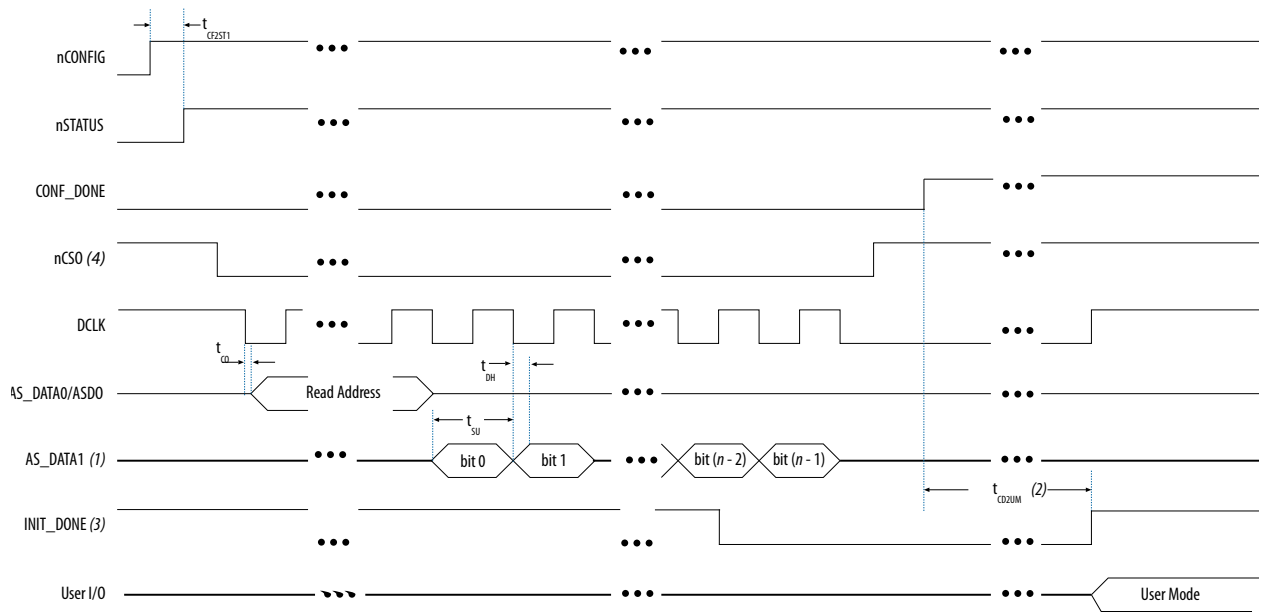 t CF2ST1
nCONFIG
nSTATUS
CONF_DONE
nCSO (4)
DCLK
t CO
t DH
AS_DATA0/ASDO
Read Address
t SU
AS_DATA1 (1)
bit 0
bit 1
bit (n - 2)
bit (n - 1)
t CD2UM (2)
INIT_DONE (3)
User I/O
User Mode